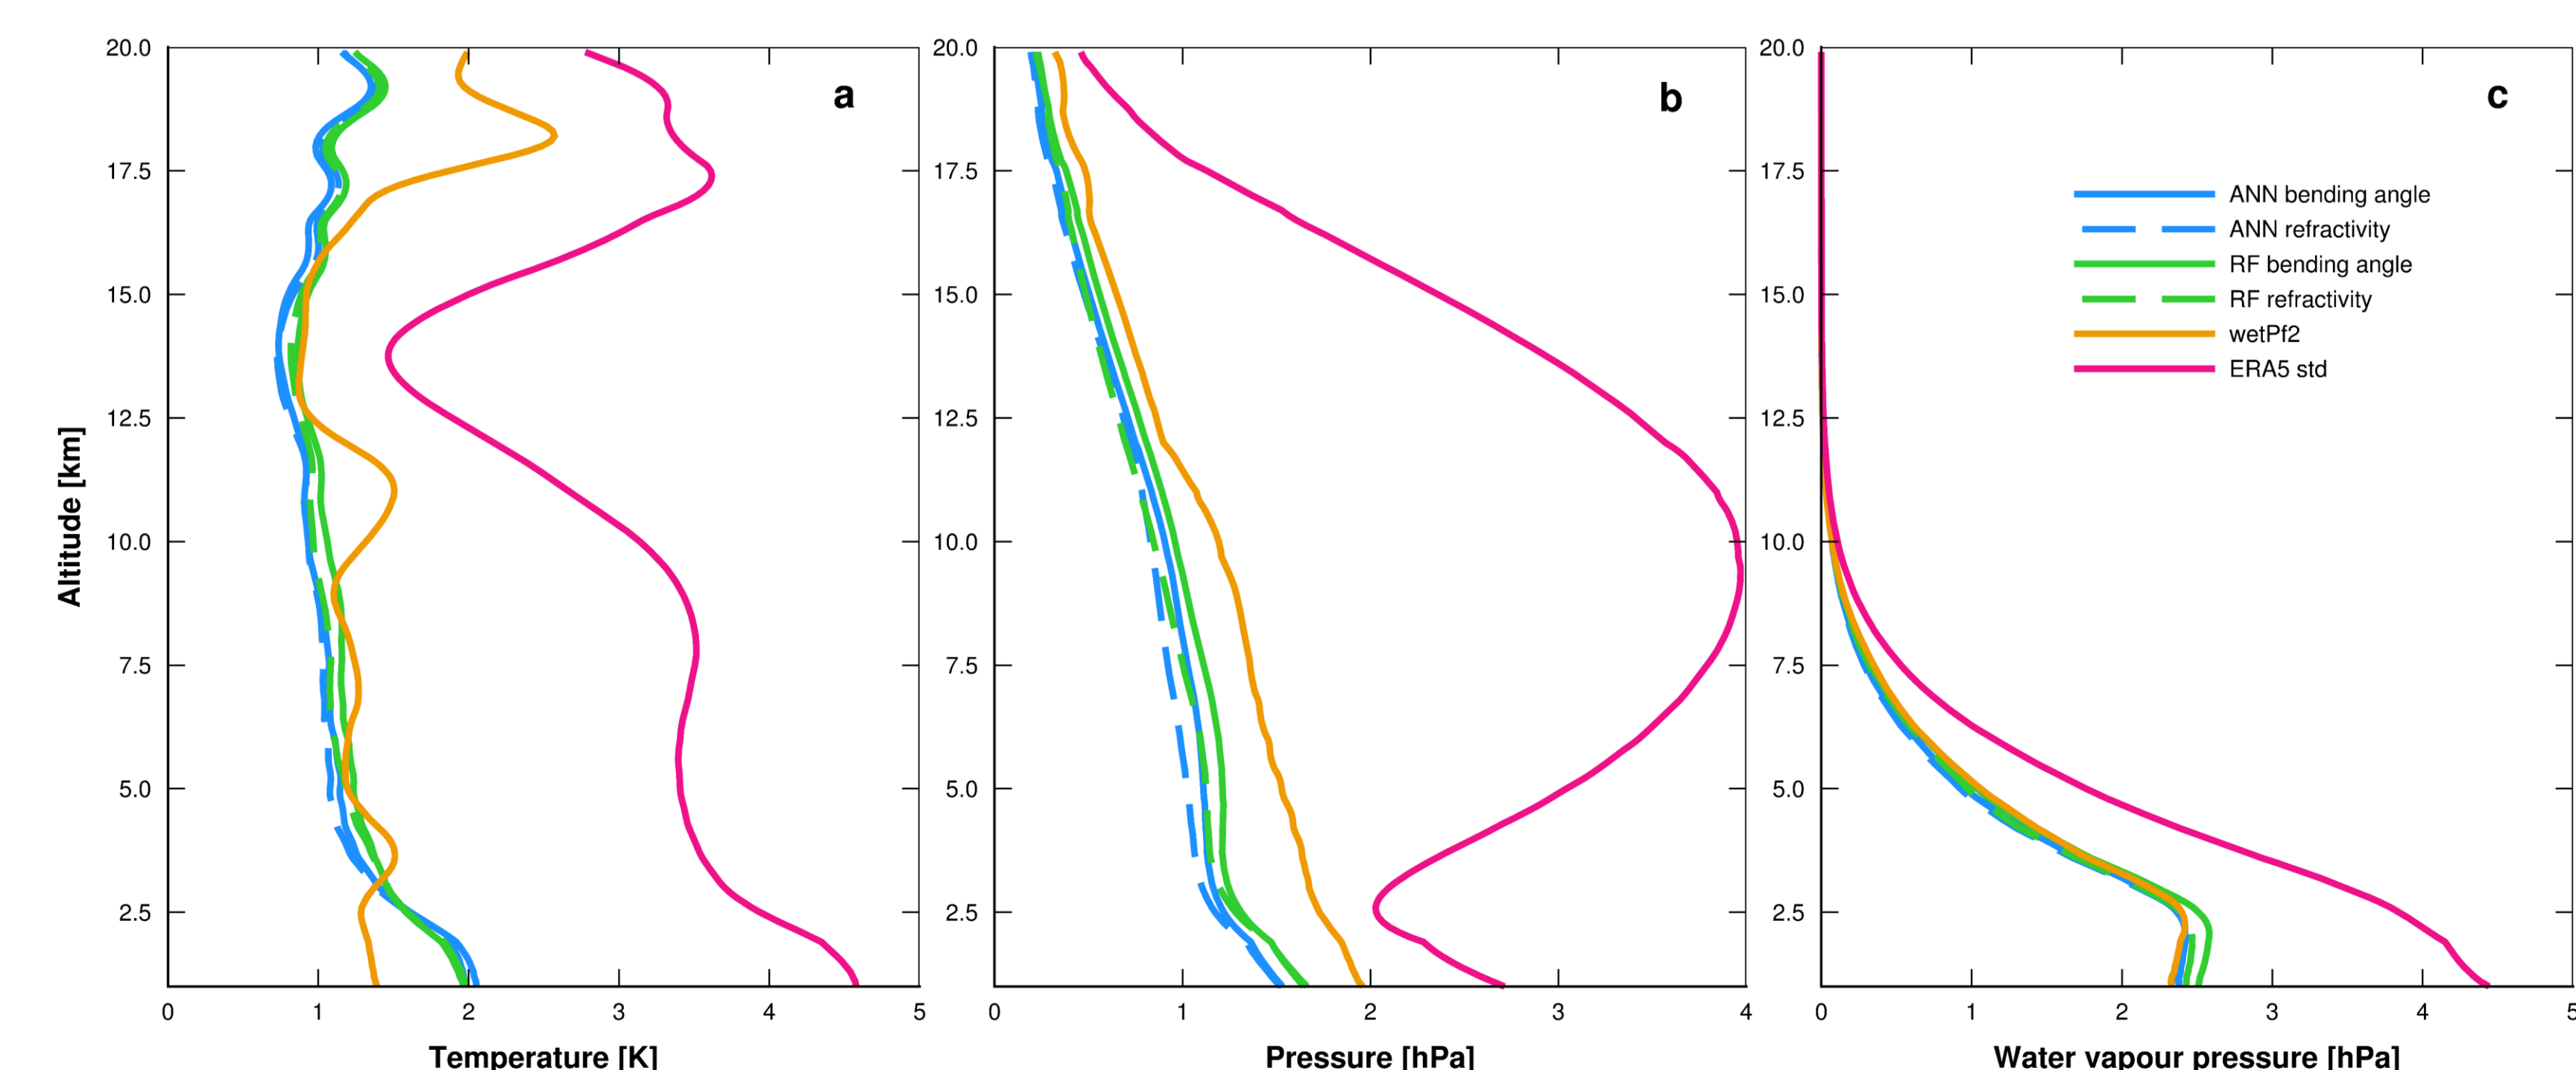 20.0 17.5 15.0 12.5 10.0 7.5 5.0 2.5
Altitude [km]
a
0 1 2 3 4 5
Temperature [K]
20.0 17.5 15.0 12.5 10.0 7.5 5.0 2.5
b
0 1 2 3 4
Pressure [hPa]
20.0 17.5 15.0 12.5 10.0 7.5 5.0 2.5
c
ANN bending angle
ANN refractivity
RF bending angle
RF refractivity
wetPf2
ERA5 std
0 1 2 3 4 5
Water vapour pressure [hPa]